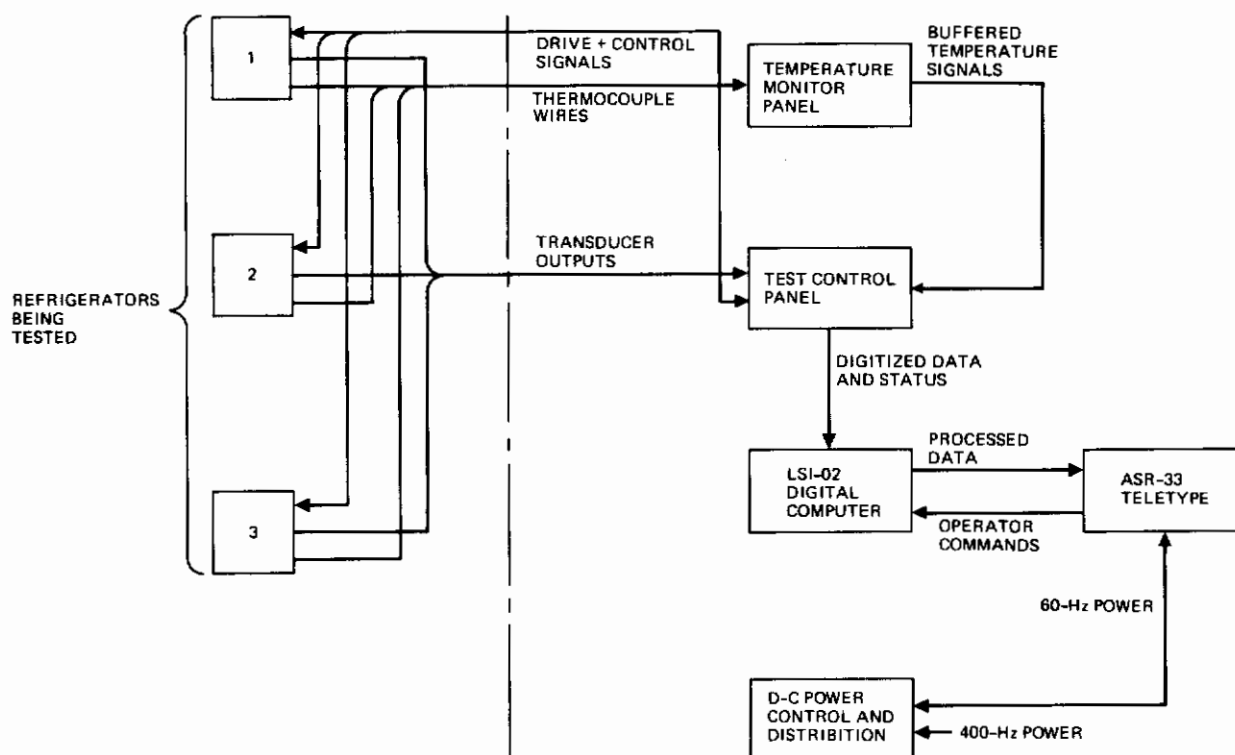 1
DRIVE + CONTROL
SIGNALS
THERMOCOUPLE
WIRES
TEMPERATURE
MONITOR
PANEL
BUFFERED
TEMPERATURE
SIGNALS
REFRIGERATORS
BEING
TESTED
2
TRANSDUCER
OUTPUTS
TEST CONTROL
PANEL
DIGITIZED DATA
AND STATUS
3
LSI-02
DIGITAL
COMPUTER
PROCESSED
DATA
OPERATOR
COMMANDS
ASR-33
TELETYPE
60-Hz POWER
D-C POWER
CONTROL AND
DISTRIBITION
400-Hz POWER